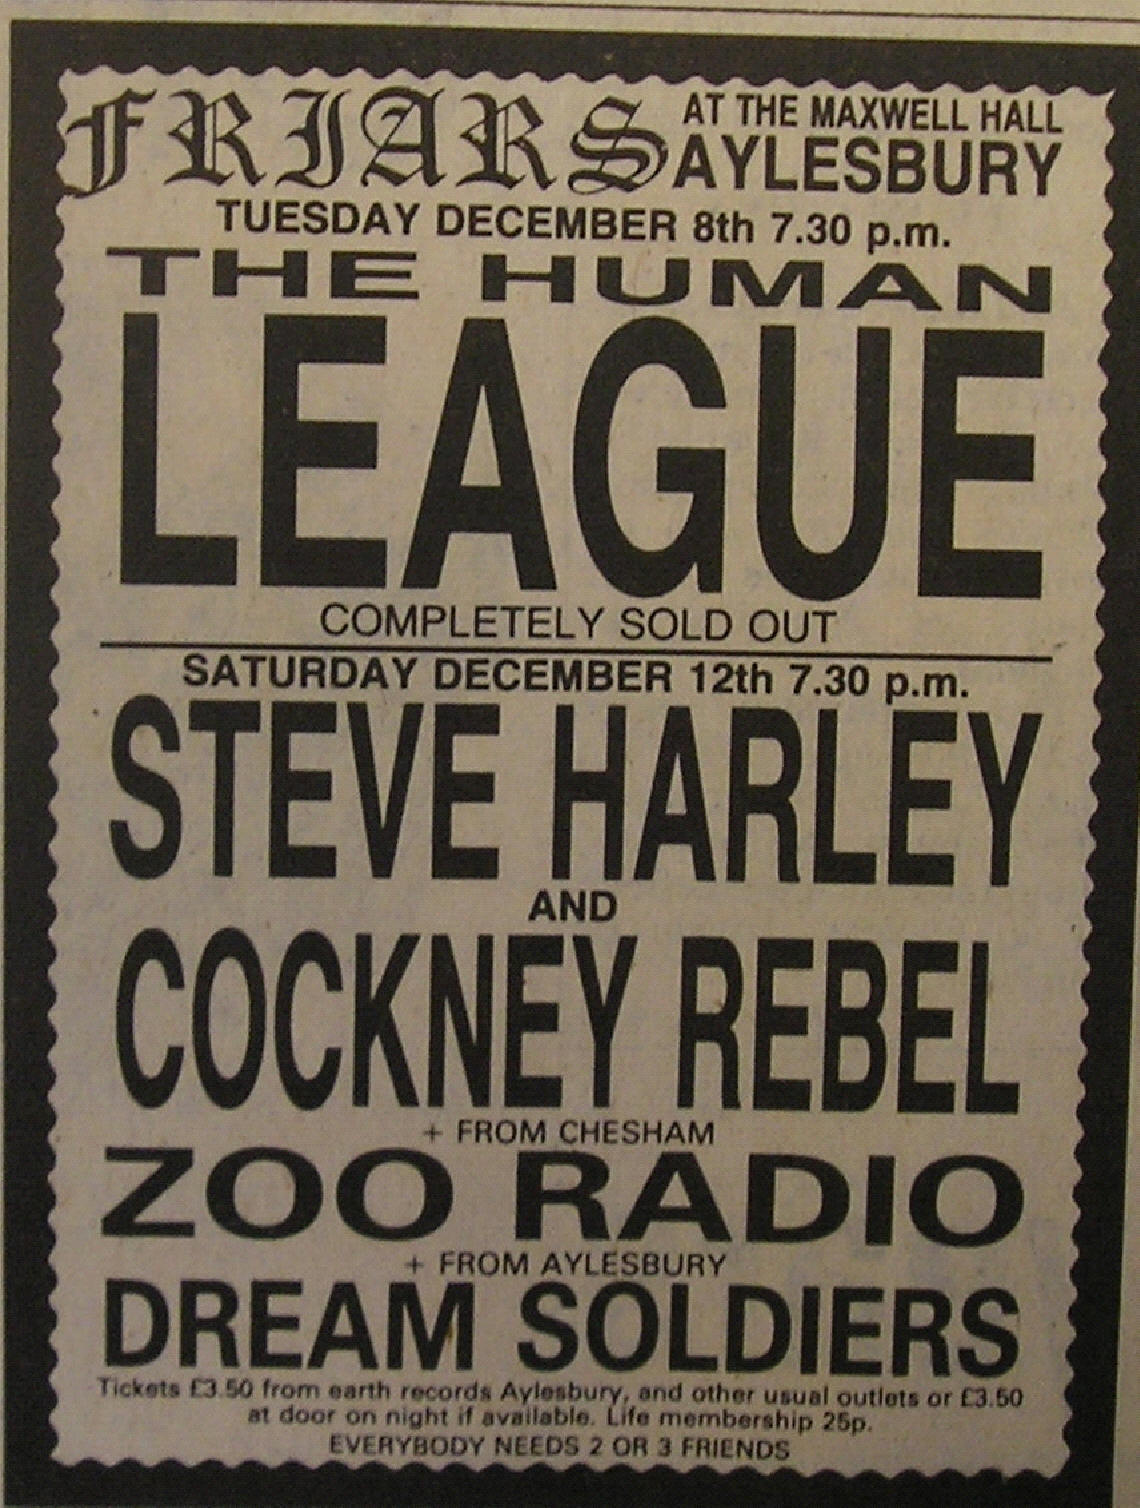 FRIARS AT THE MAXWELL HALL
AYLESBURY
TUESDAY DECEMBER 8th 7.30 p.m.
THE HUMAN
LEAGUE
COMPLETELY SOLD OUT
SATURDAY DECEMBER 12th 7.30 p.m.
STEVE HARLEY
AND
COCKNEY REBEL
+ FROM CHESHAM
ZOO RADIO
+ FROM AYLESBURY
DREAM SOLDIERS
Tickets £3.50 from earth records Aylesbury, and other usual outlets or £3.50
at door on night if available. Life membership 25p.
EVERYBODY NEEDS 2 OR 3 FRIENDS